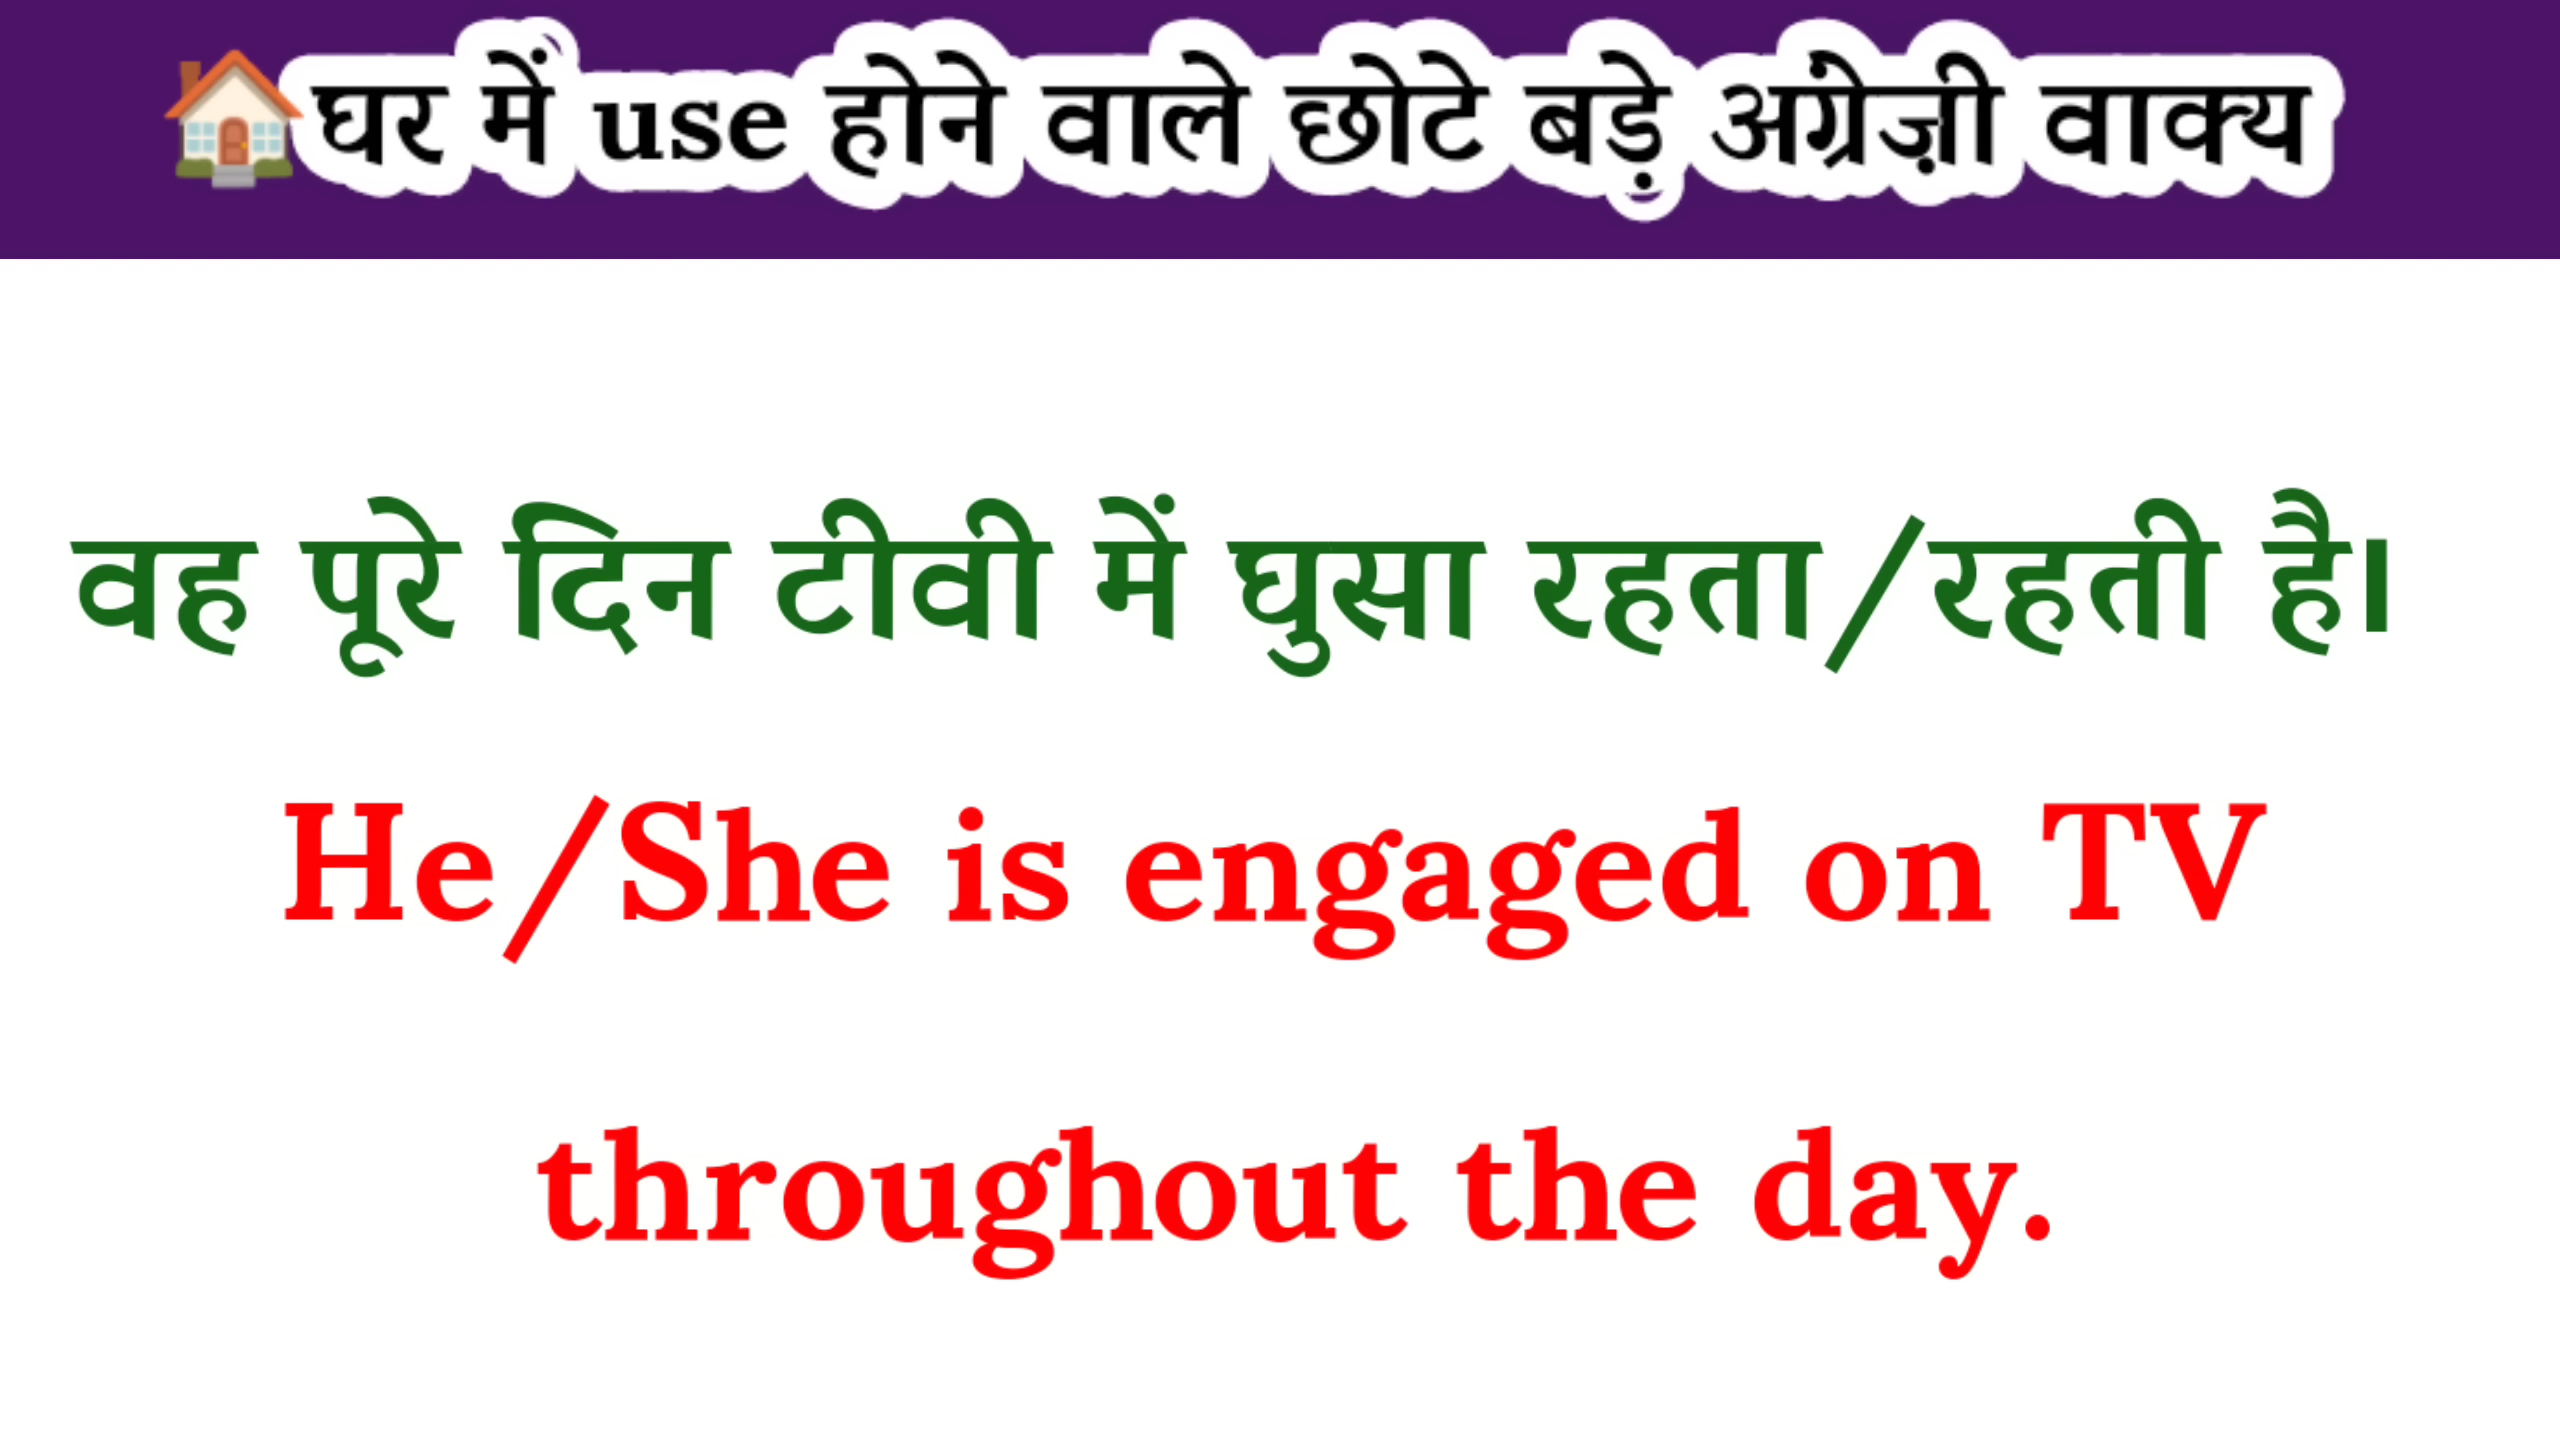 घर में use होने वाले छोटे बड़े अंग्रेज़ी वाक्य
वह पूरे दिन टीवी में घुसा रहता/रहती है।
He/She is engaged on TV
throughout the day.